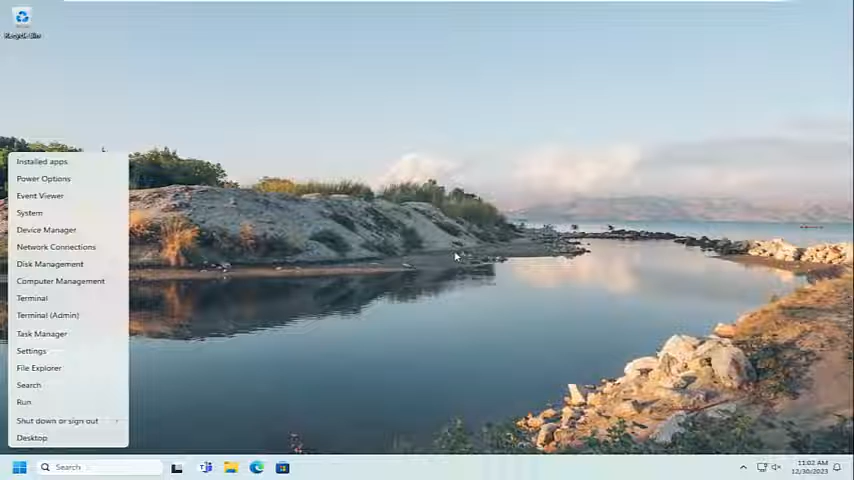 Recycle Bin
Installed apps
Power Options
Event Viewer
System
Device Manager
Network Connections
Disk Management
Computer Management
Terminal
Terminal (Admin)
Task Manager
Settings
File Explorer
Search
Run
Shut down or sign out
Desktop
Search
11:02 AM
12/30/2023